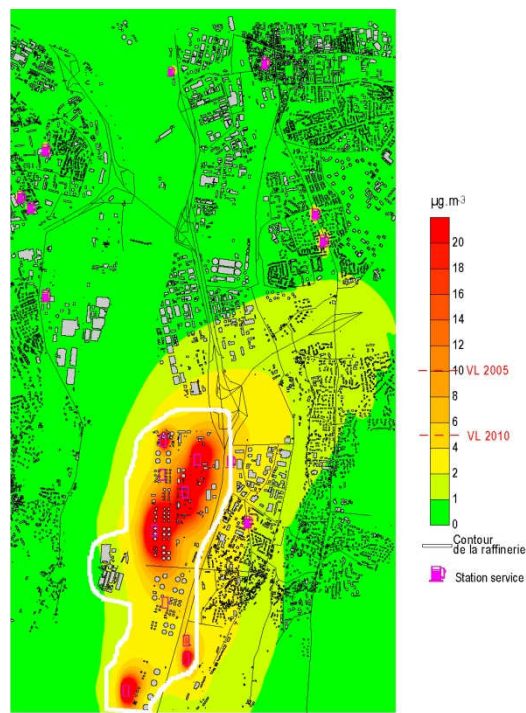 µg.m-3
20
18
16
14
12
10 VL 2005
8
6
VL 2010
4
2
1
0
Contour
de la raffinerie
Station service